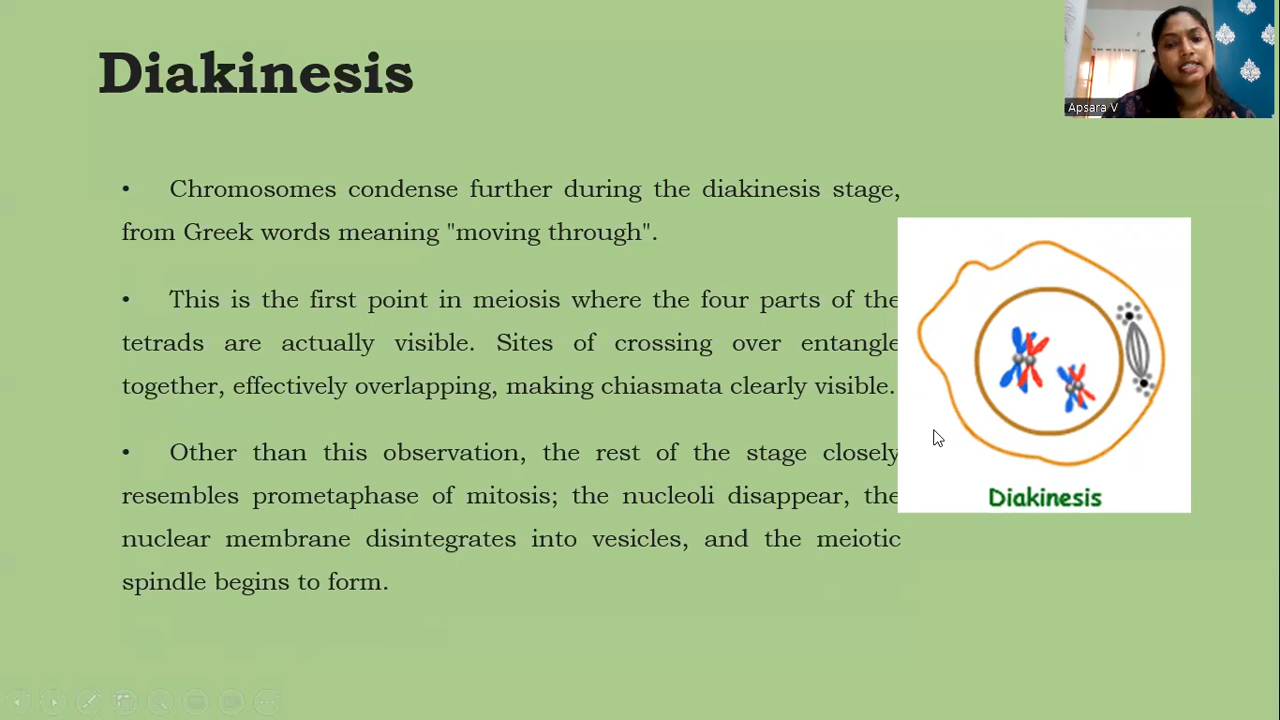 Diakinesis
Apsara V
• Chromosomes condense further during the diakinesis stage,
from Greek words meaning "moving through".
• This is the first point in meiosis where the four parts of the
tetrads are actually visible. Sites of crossing over entangle
together, effectively overlapping, making chiasmata clearly visible.
• Other than this observation, the rest of the stage closely
resembles prometaphase of mitosis; the nucleoli disappear, the
nuclear membrane disintegrates into vesicles, and the meiotic
spindle begins to form.
Diakinesis